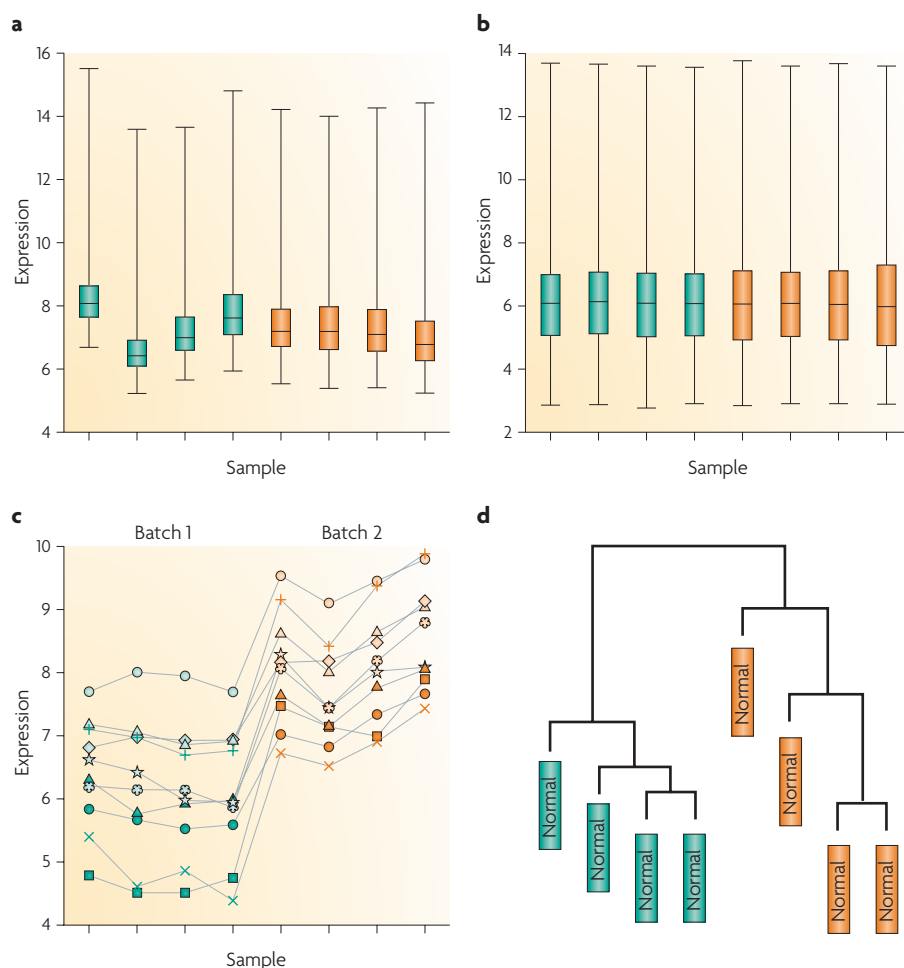 a
16
14
12
10
8
6
4
Expression
Sample
b
14
12
10
8
6
4
2
Expression
Sample
c
Batch 1
Batch 2
10
9
8
7
6
5
4
Expression
Sample
d
Normal
Normal
Normal
Normal
Normal
Normal
Normal
Normal